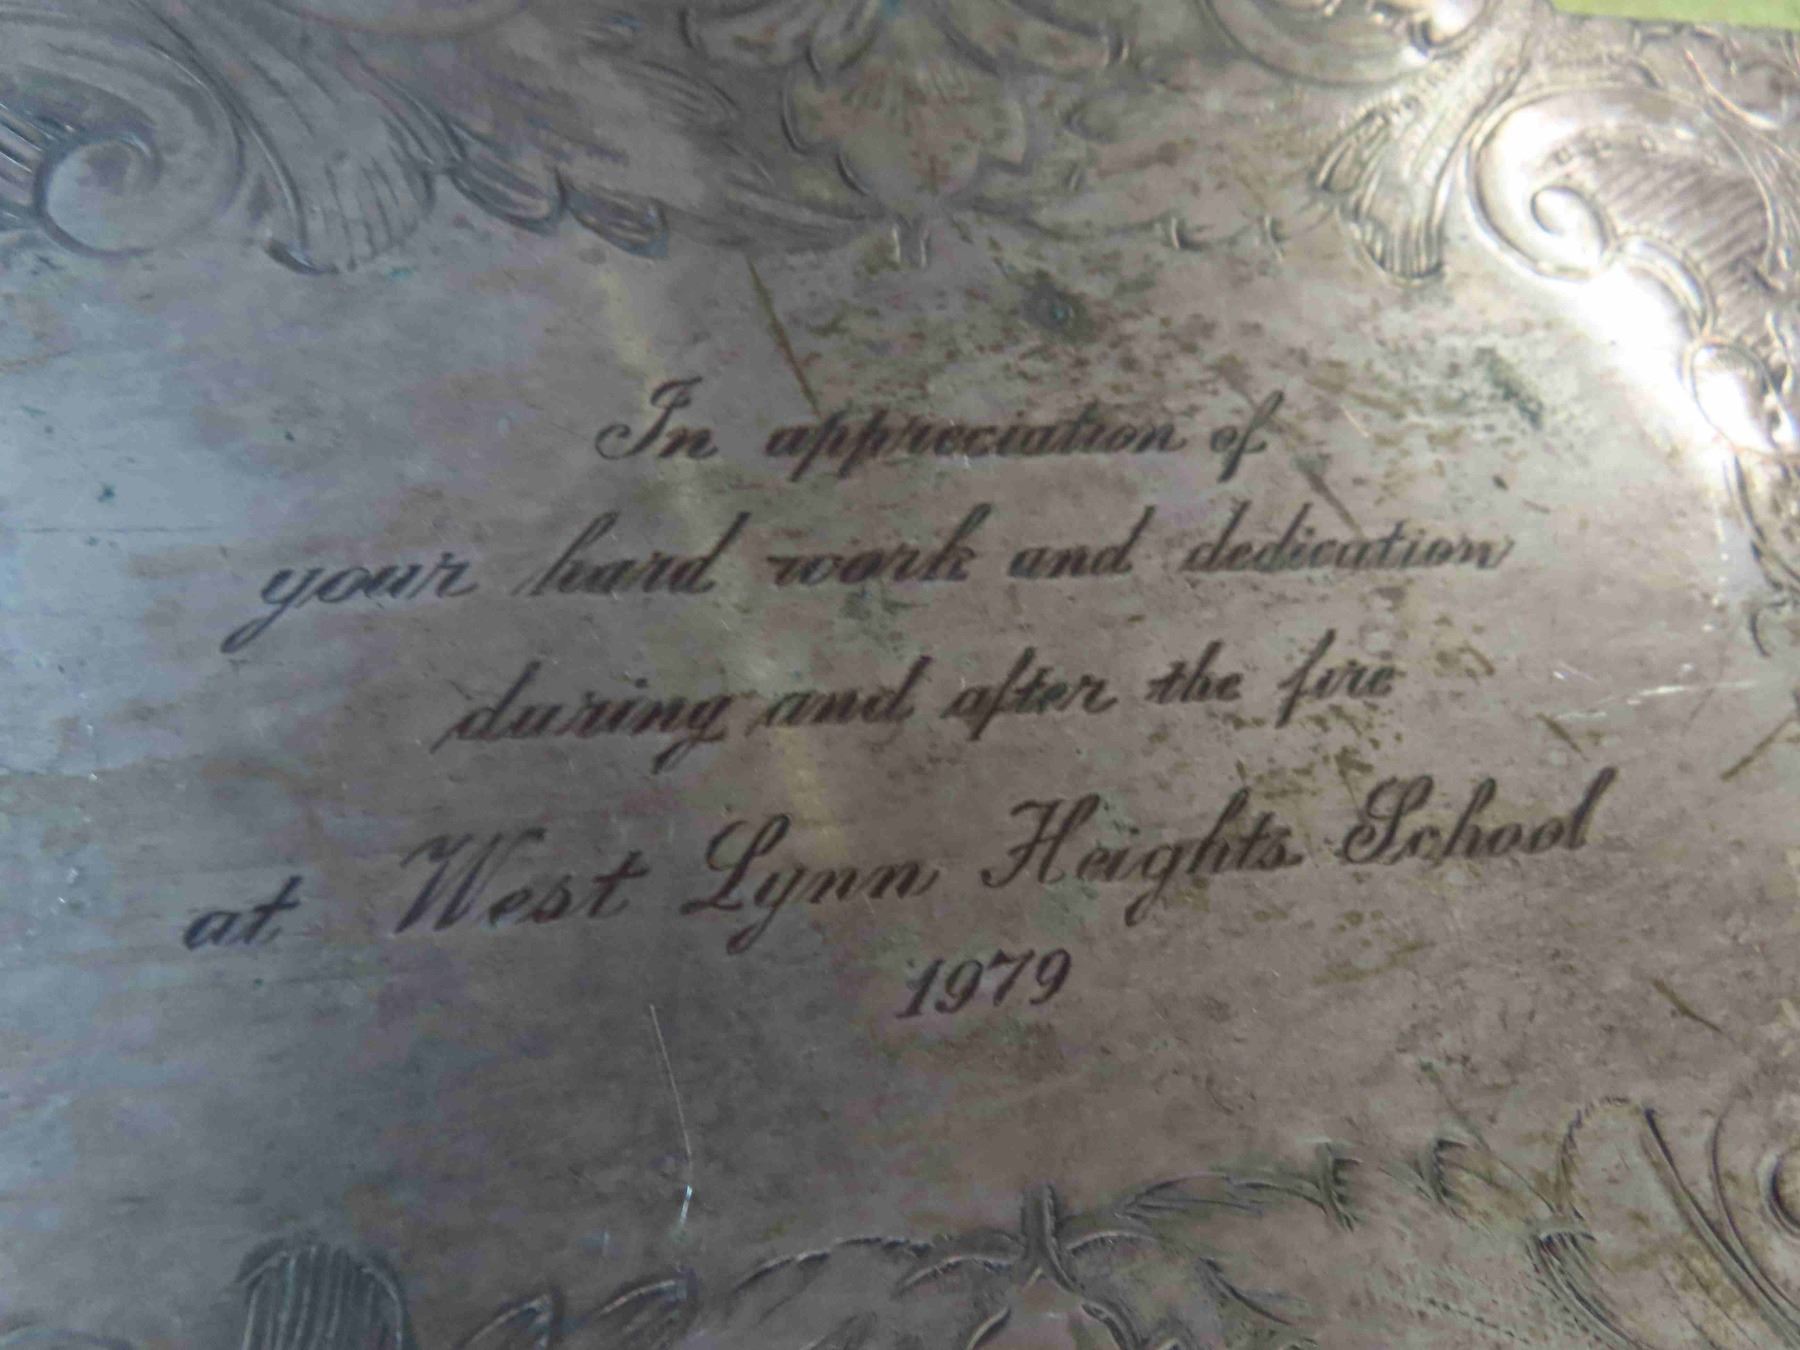 In appreciation of
your hard work and dedication
during and after the fire
at West Lynn Heights School
1979